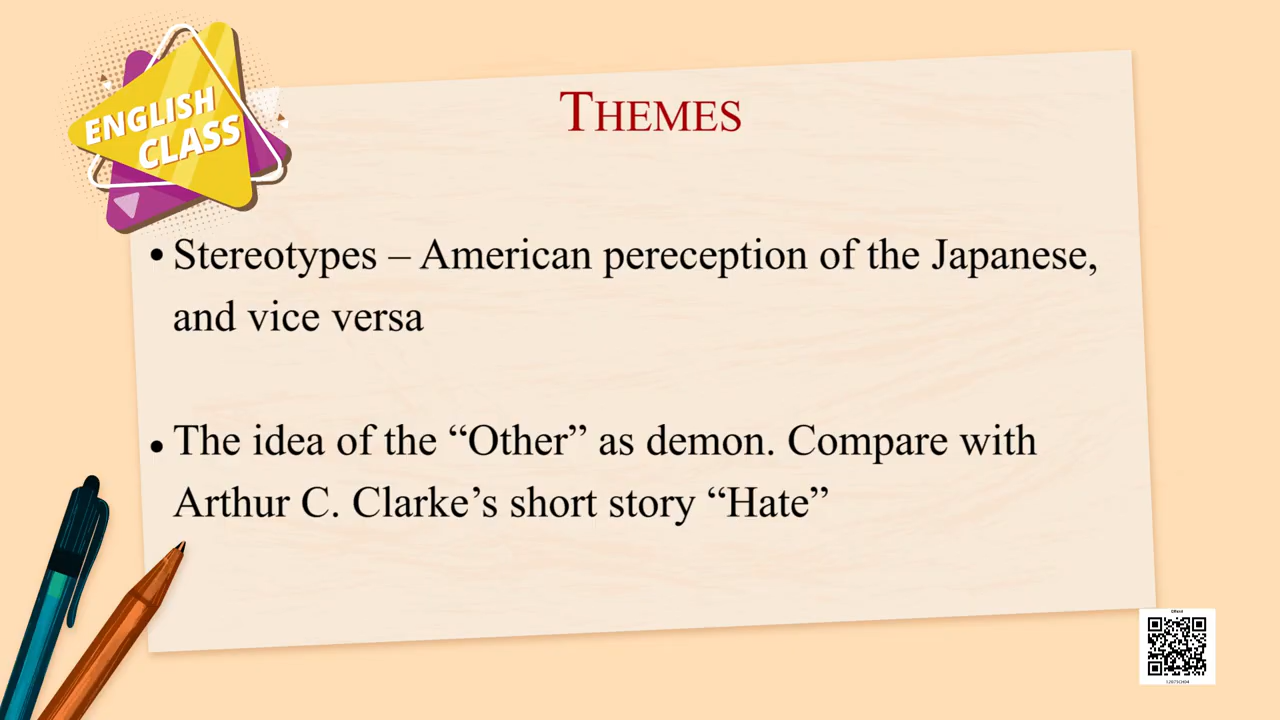 ENGLISH
CLASS
THEMES
• Stereotypes – American pereception of the Japanese,
and vice versa
• The idea of the “Other” as demon. Compare with
Arthur C. Clarke’s short story “Hate”